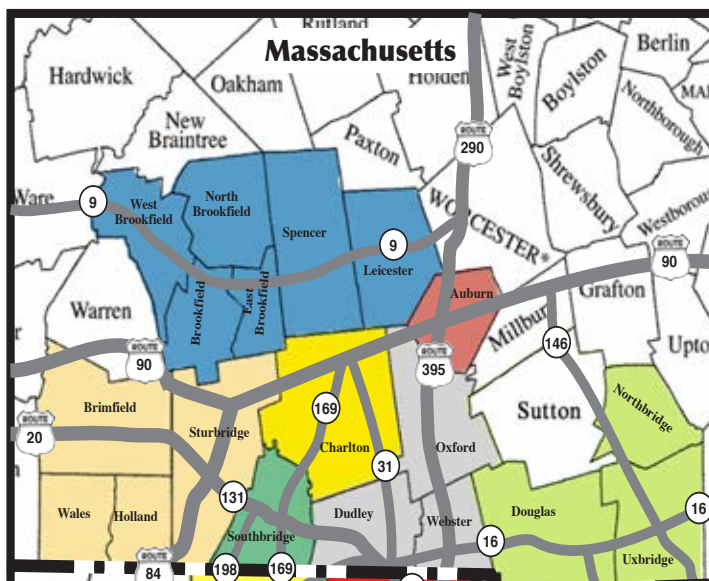 Rutland
Massachusetts
Hardwick
Oakham
Holden
West
Boylston
Boylston
Berlin
Northborough
New
Braintree
Paxton
ROUTE
290
Shrewsbury
Ware
9
West
Brookfield
North
Brookfield
Spencer
9
Leicester
WORCESTER*
Westboroug
ROUTE
90
Warren
Brookfield
East
Brookfield
Auburn
Millbur
Grafton
Upto
ROUTE
90
ROUTE
395
146
Brimfield
169
Sutton
Northbridge
ROUTE
20
Sturbridge
Charlton
Oxford
31
131
Wales
Holland
Southbridge
Dudley
Webster
Douglas
16
16
Uxbridge
ROUTE
84
198
169